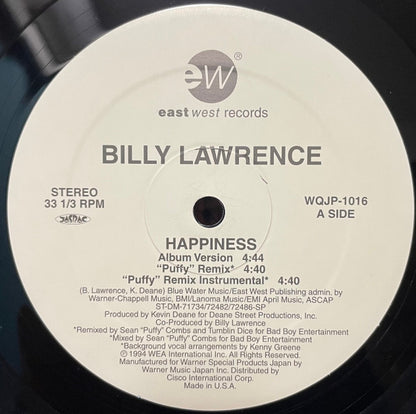 ew®
east west records
BILLY LAWRENCE
STEREO
33 1/3 RPM
JASRAC
WQJP-1016
A SIDE
HAPPINESS
Album Version 4:44
"Puffy" Remix* 4:40
"Puffy" Remix Instrumental* 4:40
(B. Lawrence, K. Deane) Blue Water Music/East West Publishing admin, by
Warner-Chappell Music, BMI/Lanoma Music/EMI April Music, ASCAP
ST-DM-71734/72482/72486-SP
Produced by Kevin Deane for Deane Street Productions, Inc.
Co-Produced by Billy Lawrence
*Remixed by Sean "Puffy" Combs and Tumblin Dice for Bad Boy Entertainment
*Mixed by Sean "Puffy" Combs for Bad Boy Entertainment
*Background vocal arrangements by Kenny Greene
℗ 1994 WEA International Inc. All Rights Reserved.
Manufactured for Warner Special Products Japan by
Warner Music Japan Inc. Distributed by
Cisco International Corp.
Made in U.S.A.